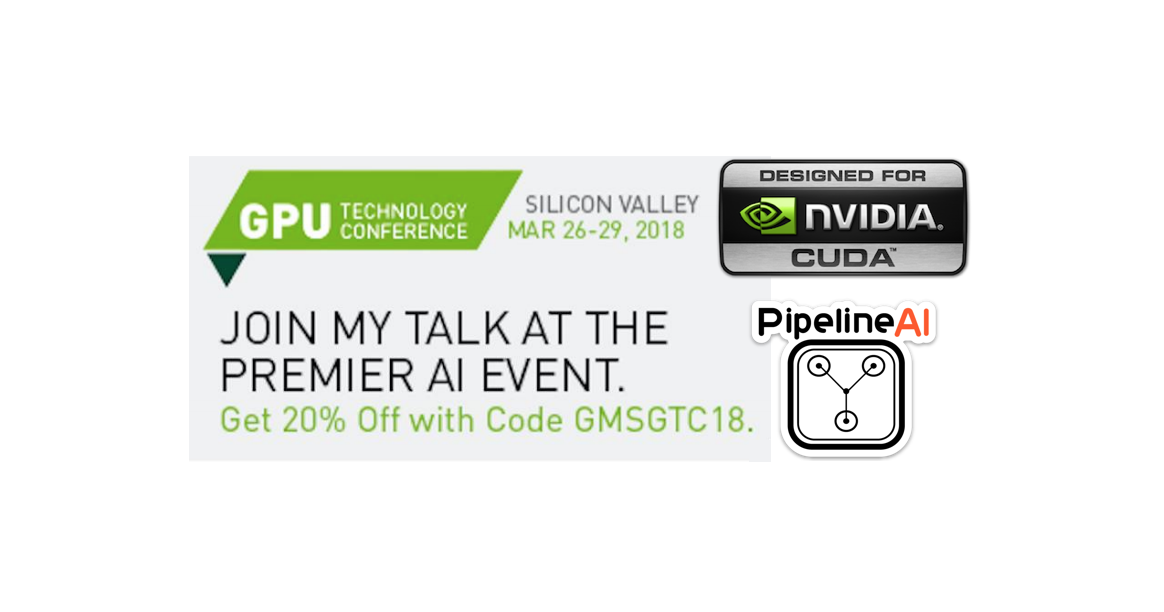 GPU TECHNOLOGY
CONFERENCE
SILICON VALLEY
MAR 26-29, 2018
JOIN MY TALK AT THE
PREMIER AI EVENT.
Get 20% Off with Code GMSGTC18.
DESIGNED FOR
NVIDIA®
CUDA™
PipelineAI